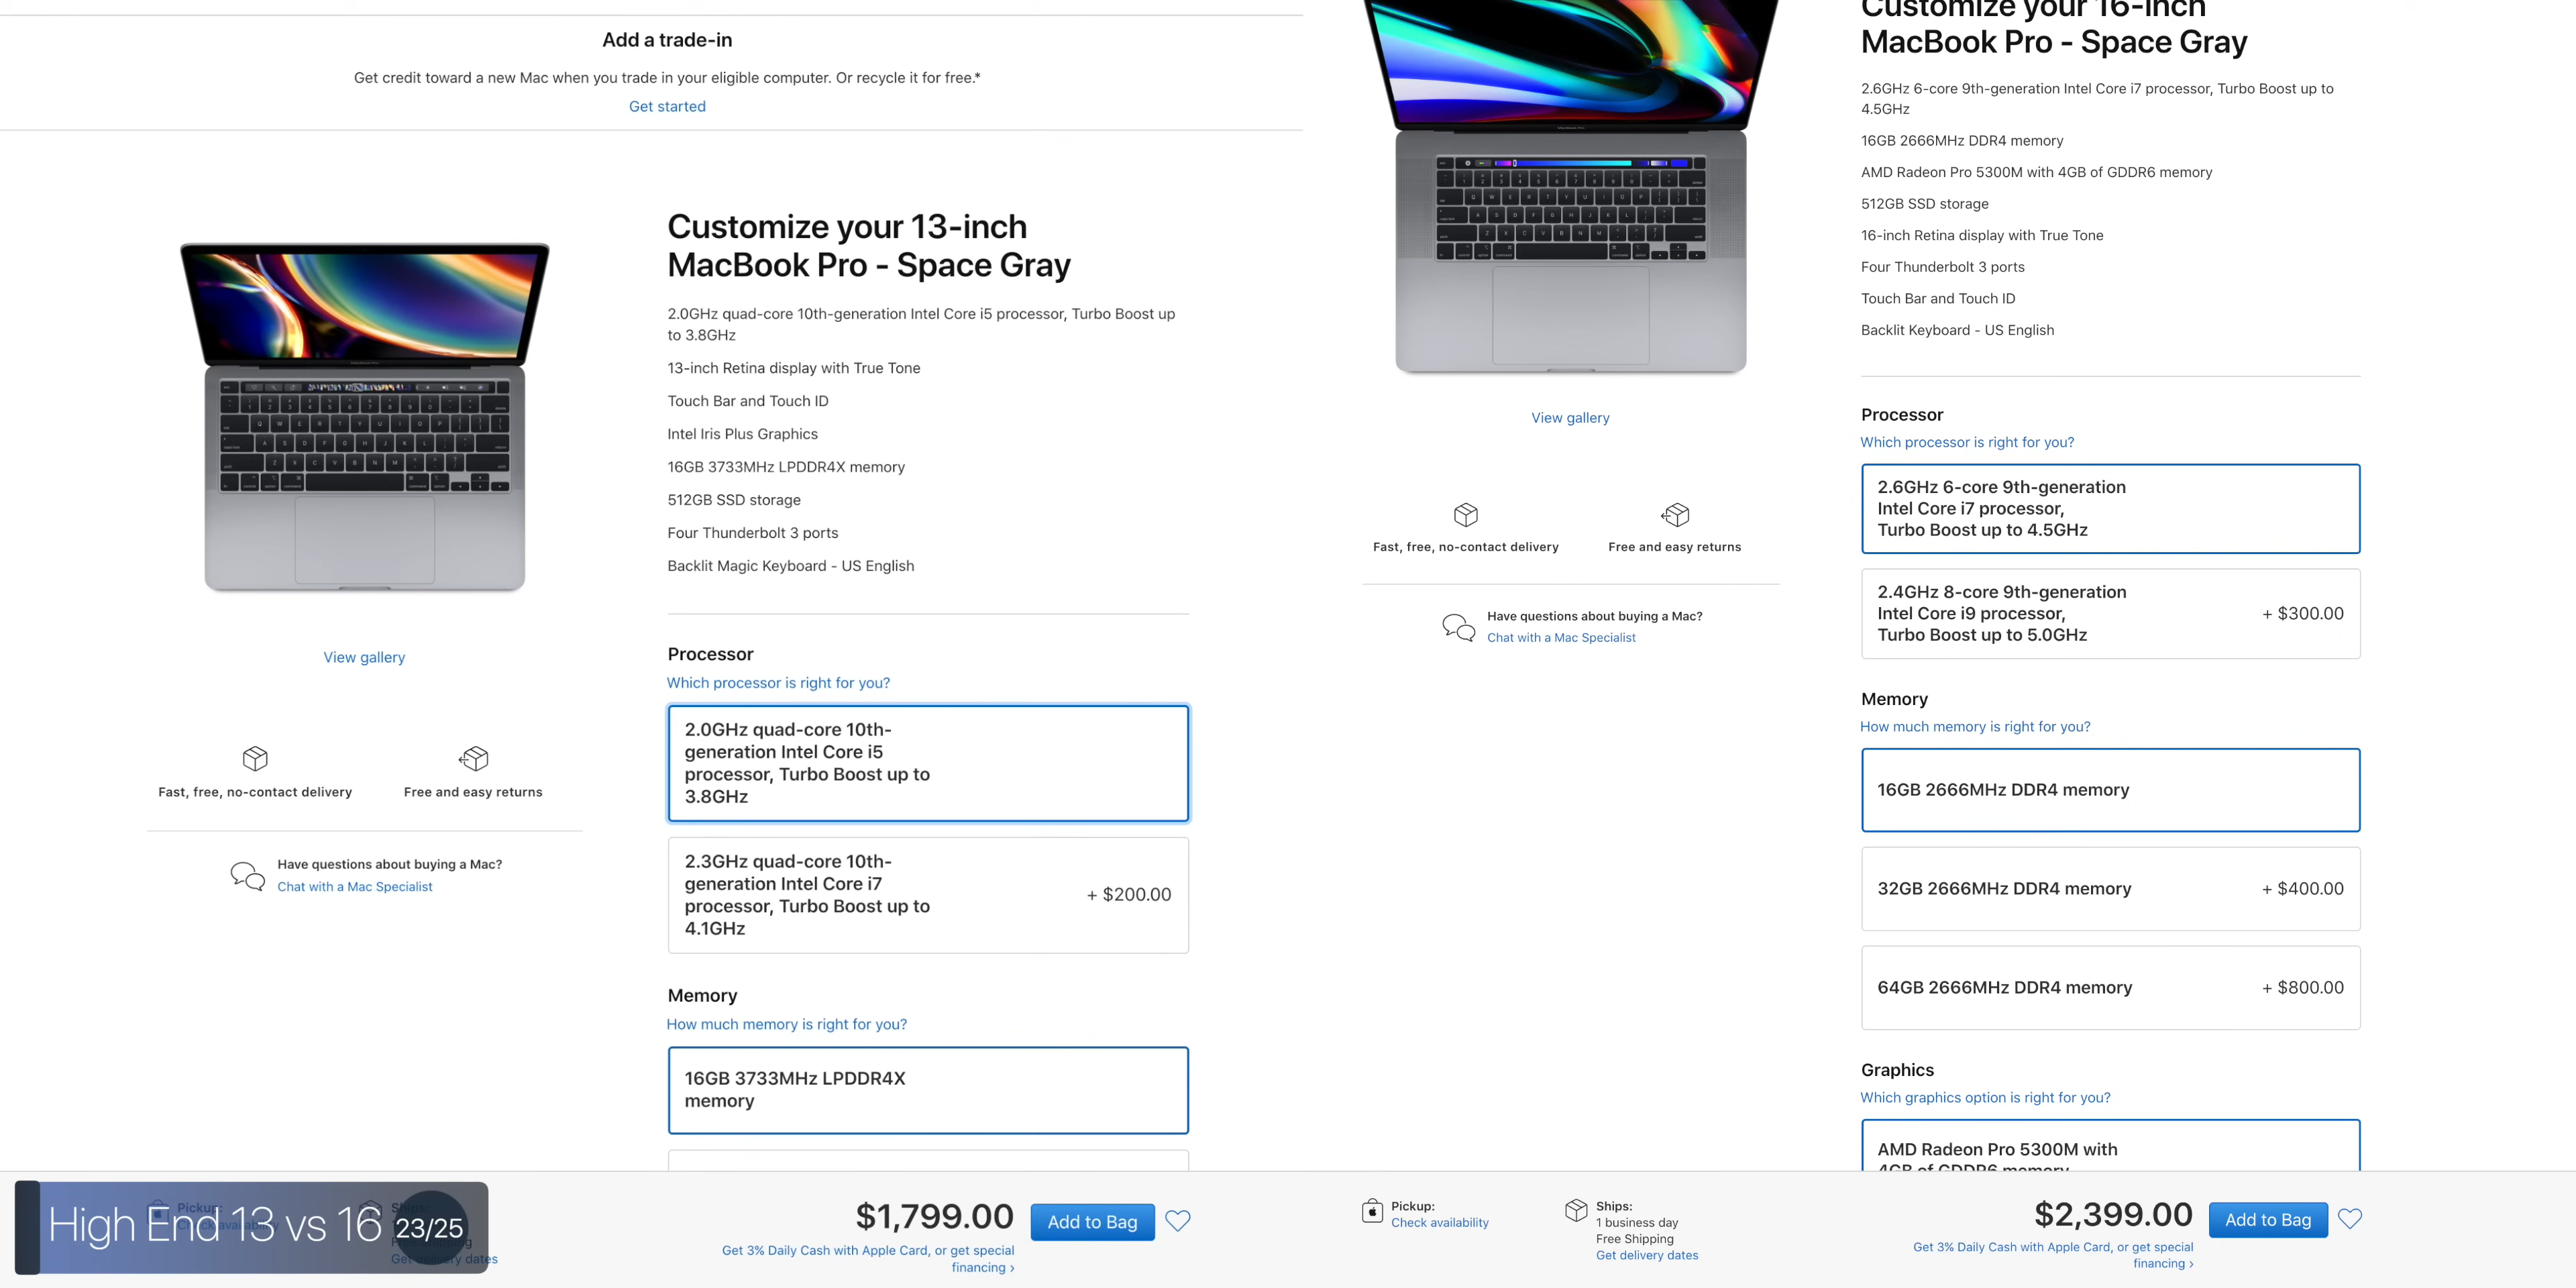 Add a trade-in
Get credit toward a new Mac when you trade in your eligible computer. Or recycle it for free.*
Get started
Customize your 13-inch
MacBook Pro - Space Gray
2.0GHz quad-core 10th-generation Intel Core i5 processor, Turbo Boost up
to 3.8GHz
13-inch Retina display with True Tone
Touch Bar and Touch ID
Intel Iris Plus Graphics
16GB 3733MHz LPDDR4X memory
512GB SSD storage
Four Thunderbolt 3 ports
Backlit Magic Keyboard - US English
View gallery
Fast, free, no-contact delivery
Free and easy returns
Have questions about buying a Mac?
Chat with a Mac Specialist
Processor
Which processor is right for you?
2.0GHz quad-core 10th-
generation Intel Core i5
processor, Turbo Boost up to
3.8GHz
2.3GHz quad-core 10th-
generation Intel Core i7
processor, Turbo Boost up to
4.1GHz
+ $200.00
Memory
How much memory is right for you?
16GB 3733MHz LPDDR4X
memory
High End 13 vs 16 23/25
Pickup:
Get delivery dates
$1,799.00
Add to Bag
Get 3% Daily Cash with Apple Card, or get special
financing ›
Customize your 16-inch
MacBook Pro - Space Gray
2.6GHz 6-core 9th-generation Intel Core i7 processor, Turbo Boost up to
4.5GHz
16GB 2666MHz DDR4 memory
AMD Radeon Pro 5300M with 4GB of GDDR6 memory
512GB SSD storage
16-inch Retina display with True Tone
Four Thunderbolt 3 ports
Touch Bar and Touch ID
Backlit Keyboard - US English
View gallery
Fast, free, no-contact delivery
Free and easy returns
Have questions about buying a Mac?
Chat with a Mac Specialist
Processor
Which processor is right for you?
2.6GHz 6-core 9th-generation
Intel Core i7 processor,
Turbo Boost up to 4.5GHz
2.4GHz 8-core 9th-generation
Intel Core i9 processor,
Turbo Boost up to 5.0GHz
+ $300.00
Memory
How much memory is right for you?
16GB 2666MHz DDR4 memory
32GB 2666MHz DDR4 memory
+ $400.00
64GB 2666MHz DDR4 memory
+ $800.00
Graphics
Which graphics option is right for you?
AMD Radeon Pro 5300M with
4GB of GDDR6 memory
Pickup:
Check availability
Ships:
1 business day
Free Shipping
Get delivery dates
$2,399.00
Add to Bag
Get 3% Daily Cash with Apple Card, or get special
financing ›